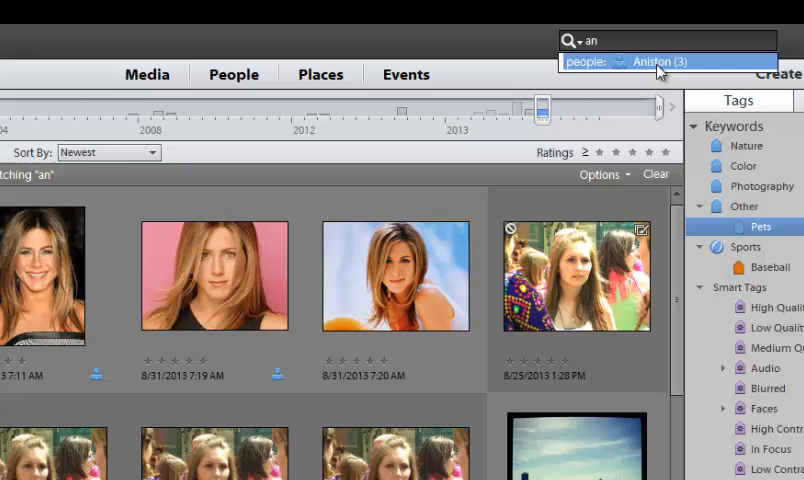 an
people: Aniston (3)
Media People Places Events Create
Tags
04 2008 2012 2013
Keywords
Sort By: Newest Ratings ≥
Nature
tching "an" Options Clear
Color
Photography
Other
Pets
Sports
Baseball
Smart Tags
High Quali
Low Qualit
Medium Qu
Audio
Blurred
Faces
High Contr
In Focus
Low Contra
3 7:11 AM 8/31/2013 7:19 AM 8/31/2013 7:20 AM 8/25/2013 1:28 PM